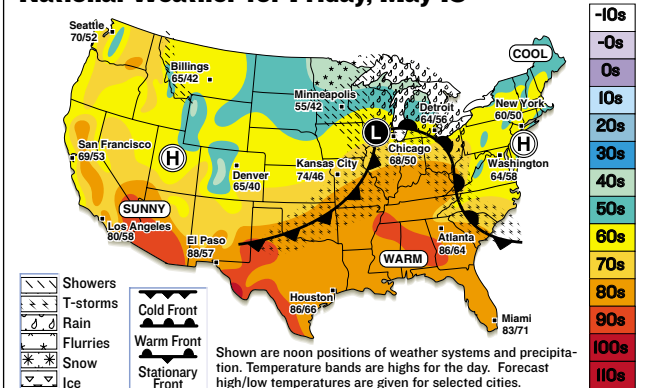 National Weather for Friday, May 18
Seattle
70/52
Billings
65/42
Minneapolis
55/42
Detroit
64/56
COOL
New York
60/50
San Francisco
69/53
H
Denver
65/40
Kansas City
74/46
L
Chicago
68/50
H
Washington
64/58
SUNNY
Los Angeles
80/58
El Paso
88/57
WARM
Atlanta
86/64
Houston
86/66
Miami
83/71
Showers
T-storms
Rain
Flurries
Snow
Ice
Cold Front
Warm Front
Stationary
Front
Shown are noon positions of weather systems and precipita-
tion. Temperature bands are highs for the day. Forecast
high/low temperatures are given for selected cities.
-10s
-0s
0s
10s
20s
30s
40s
50s
60s
70s
80s
90s
100s
110s